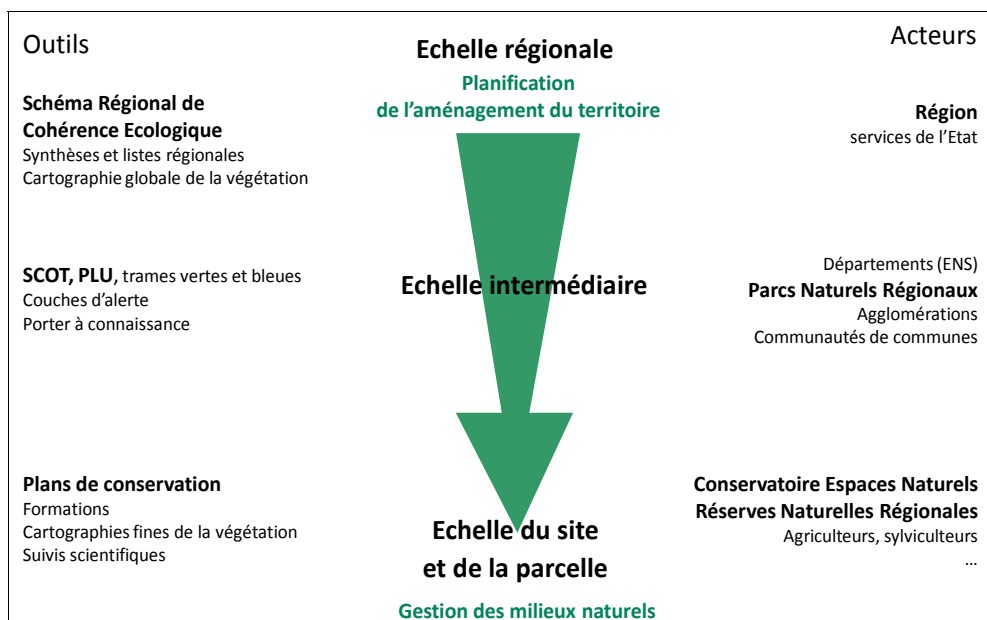 Outils
Echelle régionale
Acteurs
Planification
de l'aménagement du territoire
Schéma Régional de
Cohérence Ecologique
Synthèses et listes régionales
Cartographie globale de la végétation
Région
services de l'Etat
SCOT, PLU, trames vertes et bleues
Couches d'alerte
Porter à connaissance
Echelle intermédiaire
Départements (ENS)
Parcs Naturels Régionaux
Agglomérations
Communautés de communes
Plans de conservation
Formations
Cartographies fines de la végétation
Suivis scientifiques
Echelle du site
et de la parcelle
Gestion des milieux naturels
Conservatoire Espaces Naturels
Réserves Naturelles Régionales
Agriculteurs, sylviculteurs
...